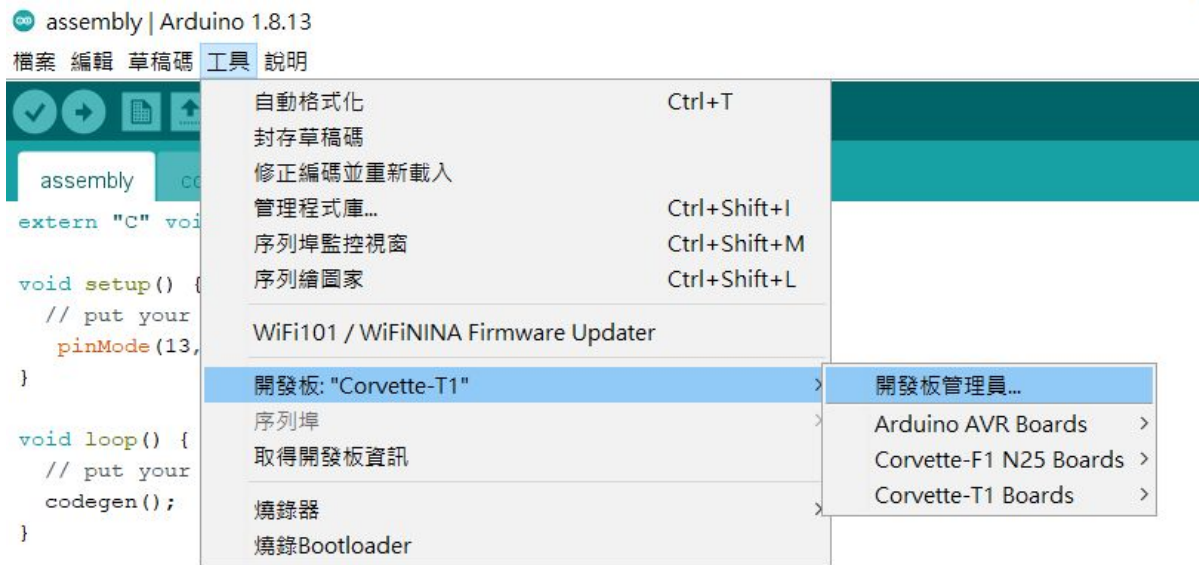 assembly | Arduino 1.8.13
檔案 編輯 草稿碼 工具 說明
自動格式化 Ctrl+T
封存草稿碼
修正編碼並重新載入
管理程式庫... Ctrl+Shift+I
序列埠監控視窗 Ctrl+Shift+M
序列繪圖家 Ctrl+Shift+L
WiFi101 / WiFiNINA Firmware Updater
開發板: "Corvette-T1"
序列埠
取得開發板資訊
燒錄器
燒錄Bootloader
開發板管理員...
Arduino AVR Boards
Corvette-F1 N25 Boards
Corvette-T1 Boards
assembly
extern "C" voi
void setup() {
// put your
pinMode(13,
}
void loop() {
// put your
codegen();
}